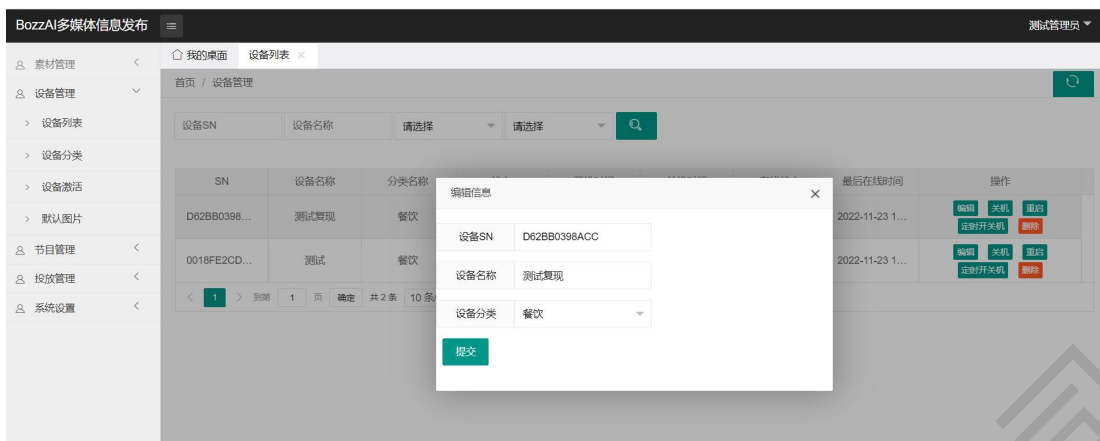 BozzAI多媒体信息发布
测试管理员
素材管理
我的桌面 设备列表
设备管理
首页 / 设备管理
设备列表
设备SN 设备名称 请选择 请选择
设备分类
设备激活
SN 设备名称 分类名称 最后在线时间 操作
编辑信息
默认图片
D62BB0398... 测试复现 餐饮 2022-11-23 1... 编辑 关机 重启
定时开关机 删除
设备SN D62BB0398ACC
节目管理
0018FE2CD... 测试 餐饮 2022-11-23 1... 编辑 关机 重启
定时开关机 删除
设备名称 测试复现
投放管理
1 到第 1 页 确定 共2条 10条/
系统设置
设备分类 餐饮
提交